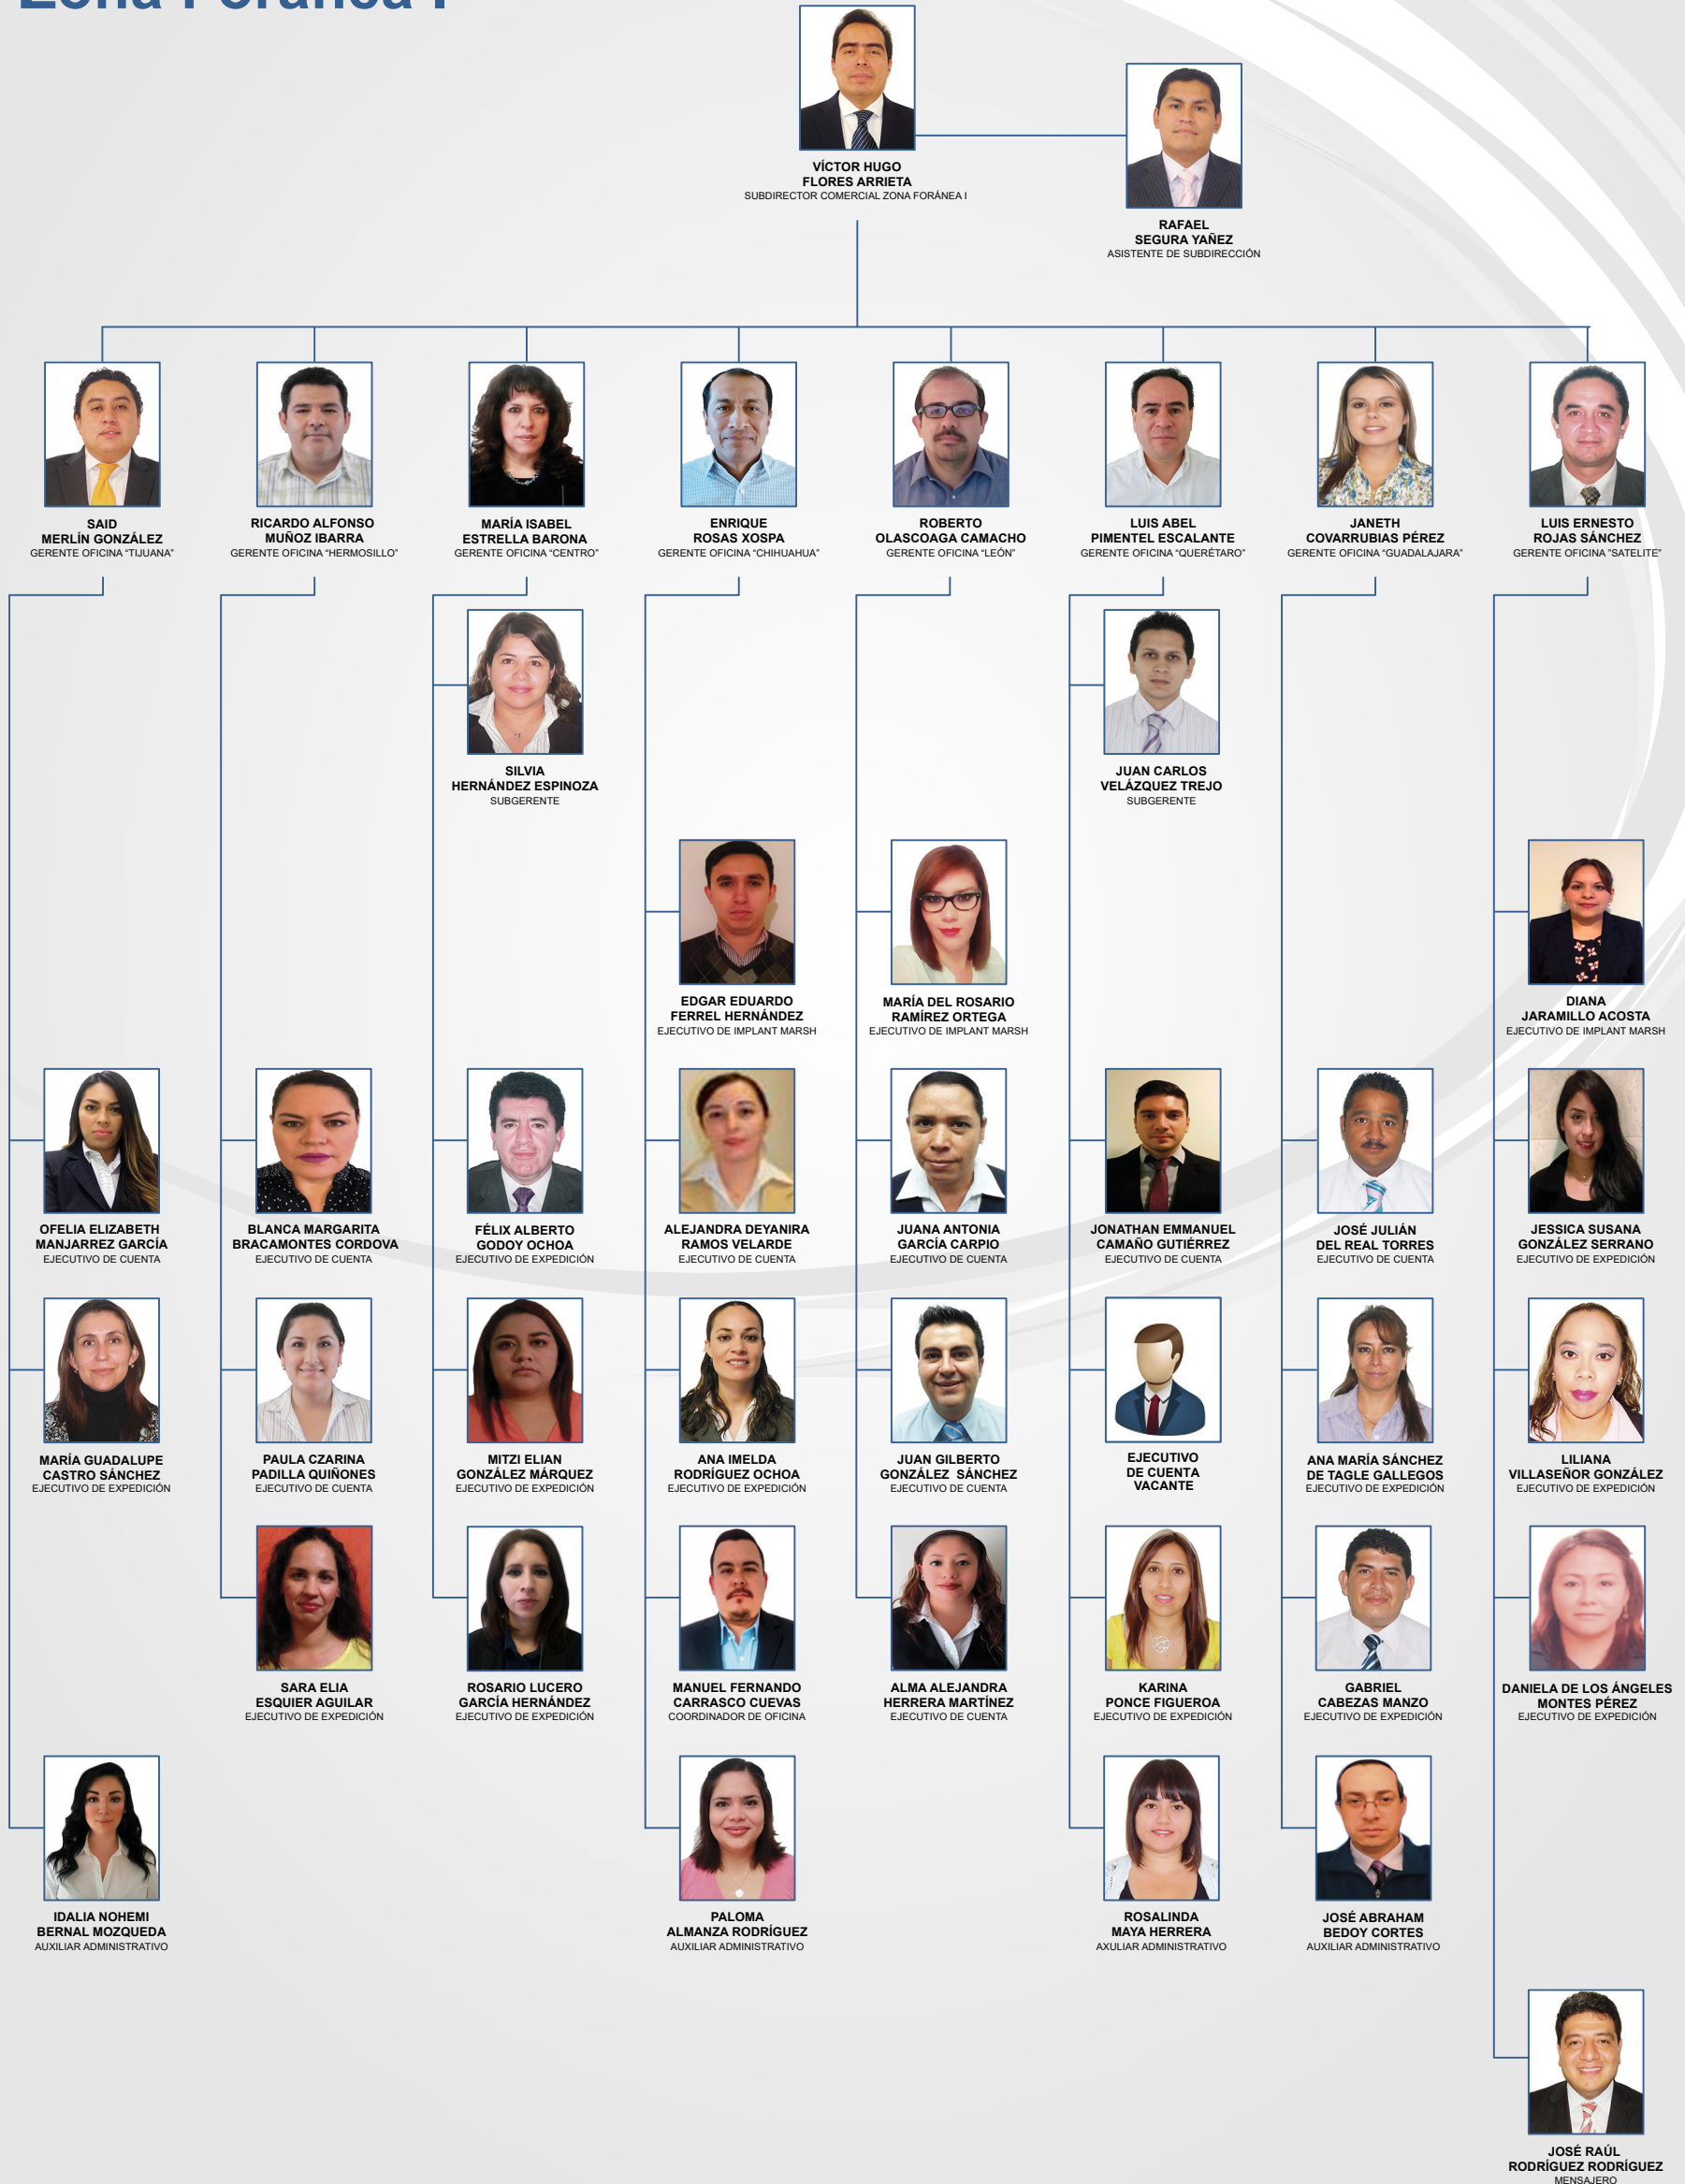 Zona Foránea I
VÍCTOR HUGO
FLORES ARRIETA
SUBDIRECTOR COMERCIAL ZONA FORÁNEA I
RAFAEL
SEGURA YAÑEZ
ASISTENTE DE SUBDIRECCIÓN
SAID
MERLÍN GONZÁLEZ
GERENTE OFICINA “TIJUANA”
RICARDO ALFONSO
MUÑOZ IBARRA
GERENTE OFICINA “HERMOSILLO”
MARÍA ISABEL
ESTRELLA BARONA
GERENTE OFICINA “CENTRO”
ENRIQUE
ROSAS XOSPA
GERENTE OFICINA “CHIHUAHUA”
ROBERTO
OLASCOAGA CAMACHO
GERENTE OFICINA “LEÓN”
LUIS ABEL
PIMENTEL ESCALANTE
GERENTE OFICINA “QUERÉTARO”
JANETH
COVARRUBIAS PÉREZ
GERENTE OFICINA “GUADALAJARA”
LUIS ERNESTO
ROJAS SÁNCHEZ
GERENTE OFICINA ”SATELITE”
SILVIA
HERNÁNDEZ ESPINOZA
SUBGERENTE
JUAN CARLOS
VELÁZQUEZ TREJO
SUBGERENTE
EDGAR EDUARDO
FERREL HERNÁNDEZ
EJECUTIVO DE IMPLANT MARSH
MARÍA DEL ROSARIO
RAMÍREZ ORTEGA
EJECUTIVO DE IMPLANT MARSH
DIANA
JARAMILLO ACOSTA
EJECUTIVO DE IMPLANT MARSH
OFELIA ELIZABETH
MANJARREZ GARCÍA
EJECUTIVO DE CUENTA
BLANCA MARGARITA
BRACAMONTES CORDOVA
EJECUTIVO DE CUENTA
FÉLIX ALBERTO
GODOY OCHOA
EJECUTIVO DE EXPEDICIÓN
ALEJANDRA DEYANIRA
RAMOS VELARDE
EJECUTIVO DE CUENTA
JUANA ANTONIA
GARCÍA CARPIO
EJECUTIVO DE CUENTA
JONATHAN EMMANUEL
CAMAÑO GUTIÉRREZ
EJECUTIVO DE CUENTA
JOSÉ JULIÁN
DEL REAL TORRES
EJECUTIVO DE CUENTA
JESSICA SUSANA
GONZÁLEZ SERRANO
EJECUTIVO DE EXPEDICIÓN
MARÍA GUADALUPE
CASTRO SÁNCHEZ
EJECUTIVO DE EXPEDICIÓN
PAULA CZARINA
PADILLA QUIÑONES
EJECUTIVO DE CUENTA
MITZI ELIAN
GONZÁLEZ MÁRQUEZ
EJECUTIVO DE EXPEDICIÓN
ANA IMELDA
RODRÍGUEZ OCHOA
EJECUTIVO DE EXPEDICIÓN
JUAN GILBERTO
GONZÁLEZ SÁNCHEZ
EJECUTIVO DE CUENTA
EJECUTIVO
DE CUENTA
VACANTE
ANA MARÍA SÁNCHEZ
DE TAGLE GALLEGOS
EJECUTIVO DE EXPEDICIÓN
LILIANA
VILLASEÑOR GONZÁLEZ
EJECUTIVO DE EXPEDICIÓN
SARA ELIA
ESQUIER AGUILAR
EJECUTIVO DE EXPEDICIÓN
ROSARIO LUCERO
GARCÍA HERNÁNDEZ
EJECUTIVO DE EXPEDICIÓN
MANUEL FERNANDO
CARRASCO CUEVAS
COORDINADOR DE OFICINA
ALMA ALEJANDRA
HERRERA MARTÍNEZ
EJECUTIVO DE CUENTA
KARINA
PONCE FIGUEROA
EJECUTIVO DE EXPEDICIÓN
GABRIEL
CABEZAS MANZO
EJECUTIVO DE EXPEDICIÓN
DANIELA DE LOS ÁNGELES
MONTES PÉREZ
EJECUTIVO DE EXPEDICIÓN
IDALIA NOHEMI
BERNAL MOZQUEDA
AUXILIAR ADMINISTRATIVO
PALOMA
ALMANZA RODRÍGUEZ
AUXILIAR ADMINISTRATIVO
ROSALINDA
MAYA HERRERA
AXULIAR ADMINISTRATIVO
JOSÉ ABRAHAM
BEDOY CORTES
AUXILIAR ADMINISTRATIVO
JOSÉ RAÚL
RODRÍGUEZ RODRÍGUEZ
MENSAJERO